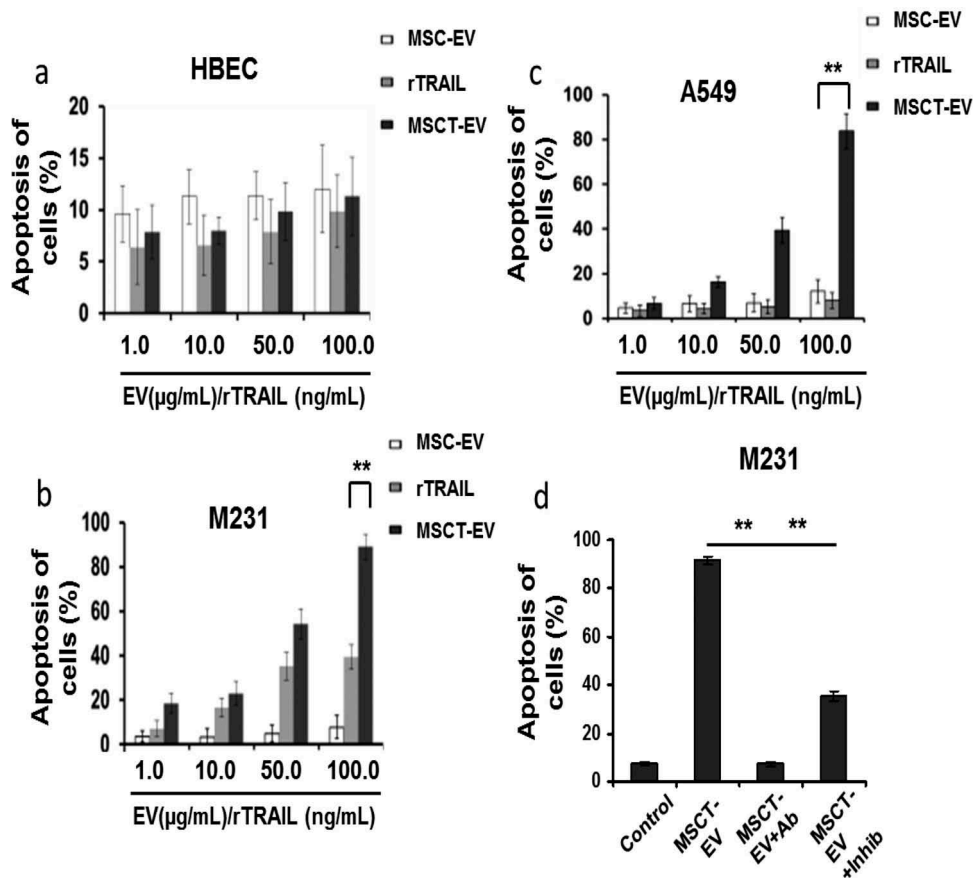 a
HBEC
MSC-EV
rTRAIL
MSCT-EV
Apoptosis of
cells (%)
20
15
10
5
0
1.0 10.0 50.0 100.0
EV(µg/mL)/rTRAIL (ng/mL)
c
A549
**
MSC-EV
rTRAIL
MSCT-EV
Apoptosis of
cells (%)
100
80
60
40
20
0
1.0 10.0 50.0 100.0
EV(µg/mL)/rTRAIL (ng/mL)
b
M231
**
MSC-EV
rTRAIL
MSCT-EV
Apoptosis of
cells (%)
100
80
60
40
20
0
1.0 10.0 50.0 100.0
EV(µg/mL)/rTRAIL (ng/mL)
d
M231
** **
Apoptosis of
cells (%)
100
80
60
40
20
0
Control
MSCT-
EV
MSCT-
EV+Ab
MSCT-
EV
+Inhib